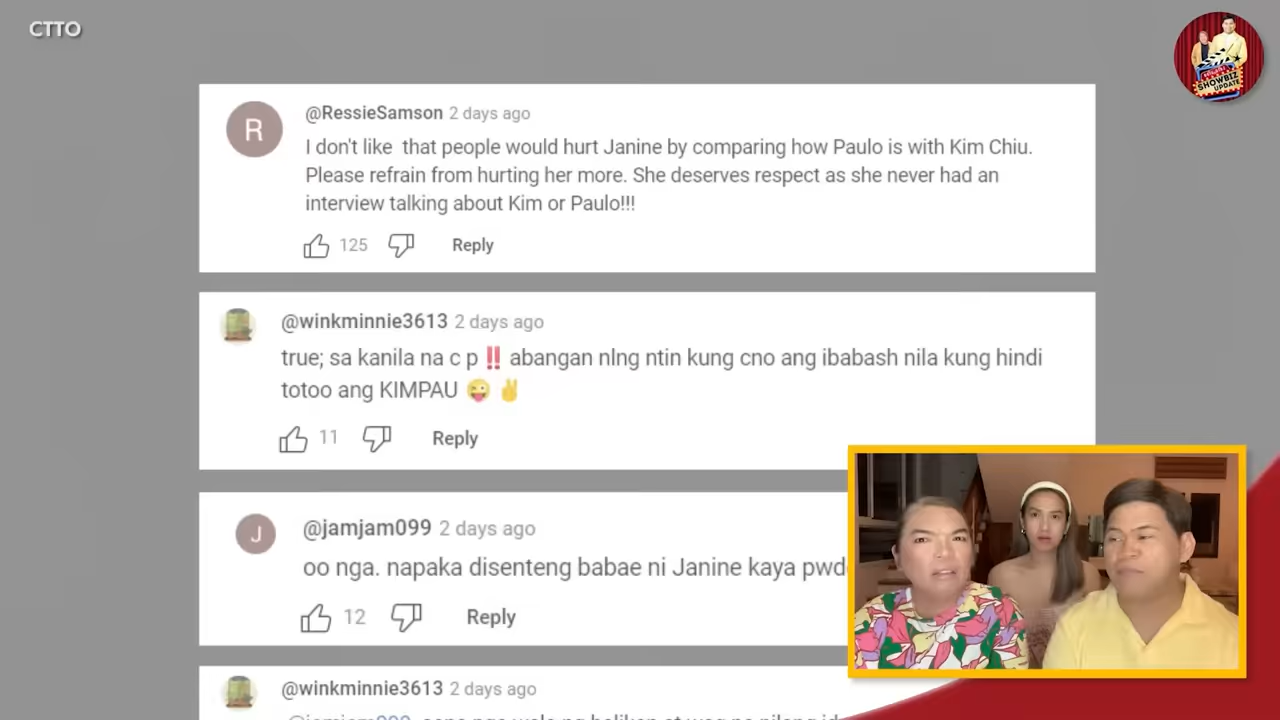 CTTO
SHOWBIZ
UPDATE
@RessieSamson 2 days ago
I don't like that people would hurt Janine by comparing how Paulo is with Kim Chiu.
Please refrain from hurting her more. She deserves respect as she never had an
interview talking about Kim or Paulo!!!
125 Reply
@winkminnie3613 2 days ago
true; sa kanila na c p‼️ abangan nlng ntin kung cno ang ibabash nila kung hindi
totoo ang KIMPAU 😜 ✌️
11 Reply
J
@jamjam099 2 days ago
oo nga. napaka disenteng babae ni Janine kaya
12 Reply
@winkminnie3613 2 days ago